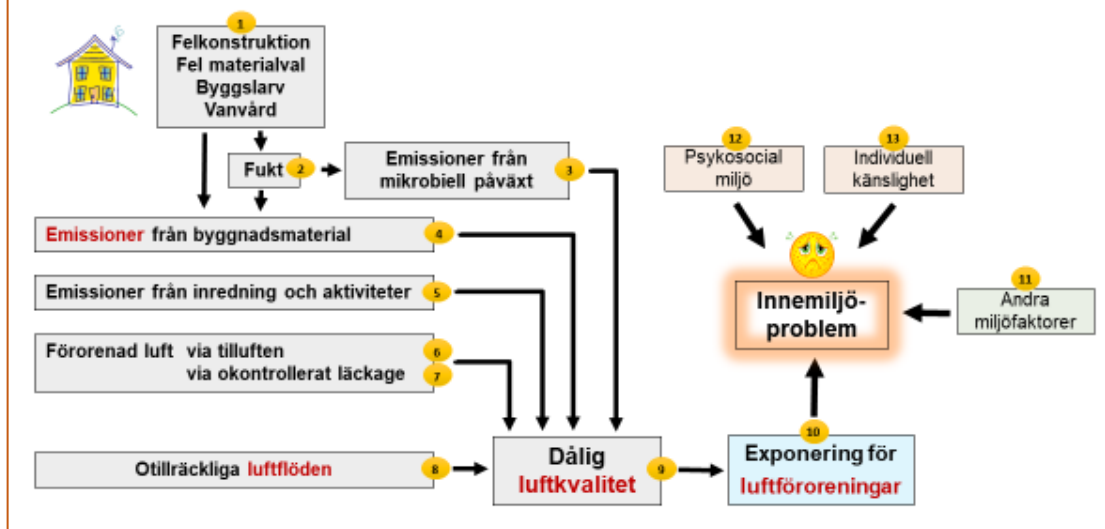 1
Felkonstruktion
Fel materialval
Byggslarv
Vanvård
Fukt 2
Emissioner från
mikrobiell påväxt 3
Emissioner från byggnadsmaterial 4
Emissioner från inredning och aktiviteter 5
Förorenad luft via tilluften 6
via okontrollerat läckage 7
Otillräckliga luftflöden 8
Dålig
luftkvalitet 9
10
Exponering för
luftföroreningar
11
Andra
miljöfaktorer
12
Psykosocial
miljö
13
Individuell
känslighet
Innemiljö-
problem